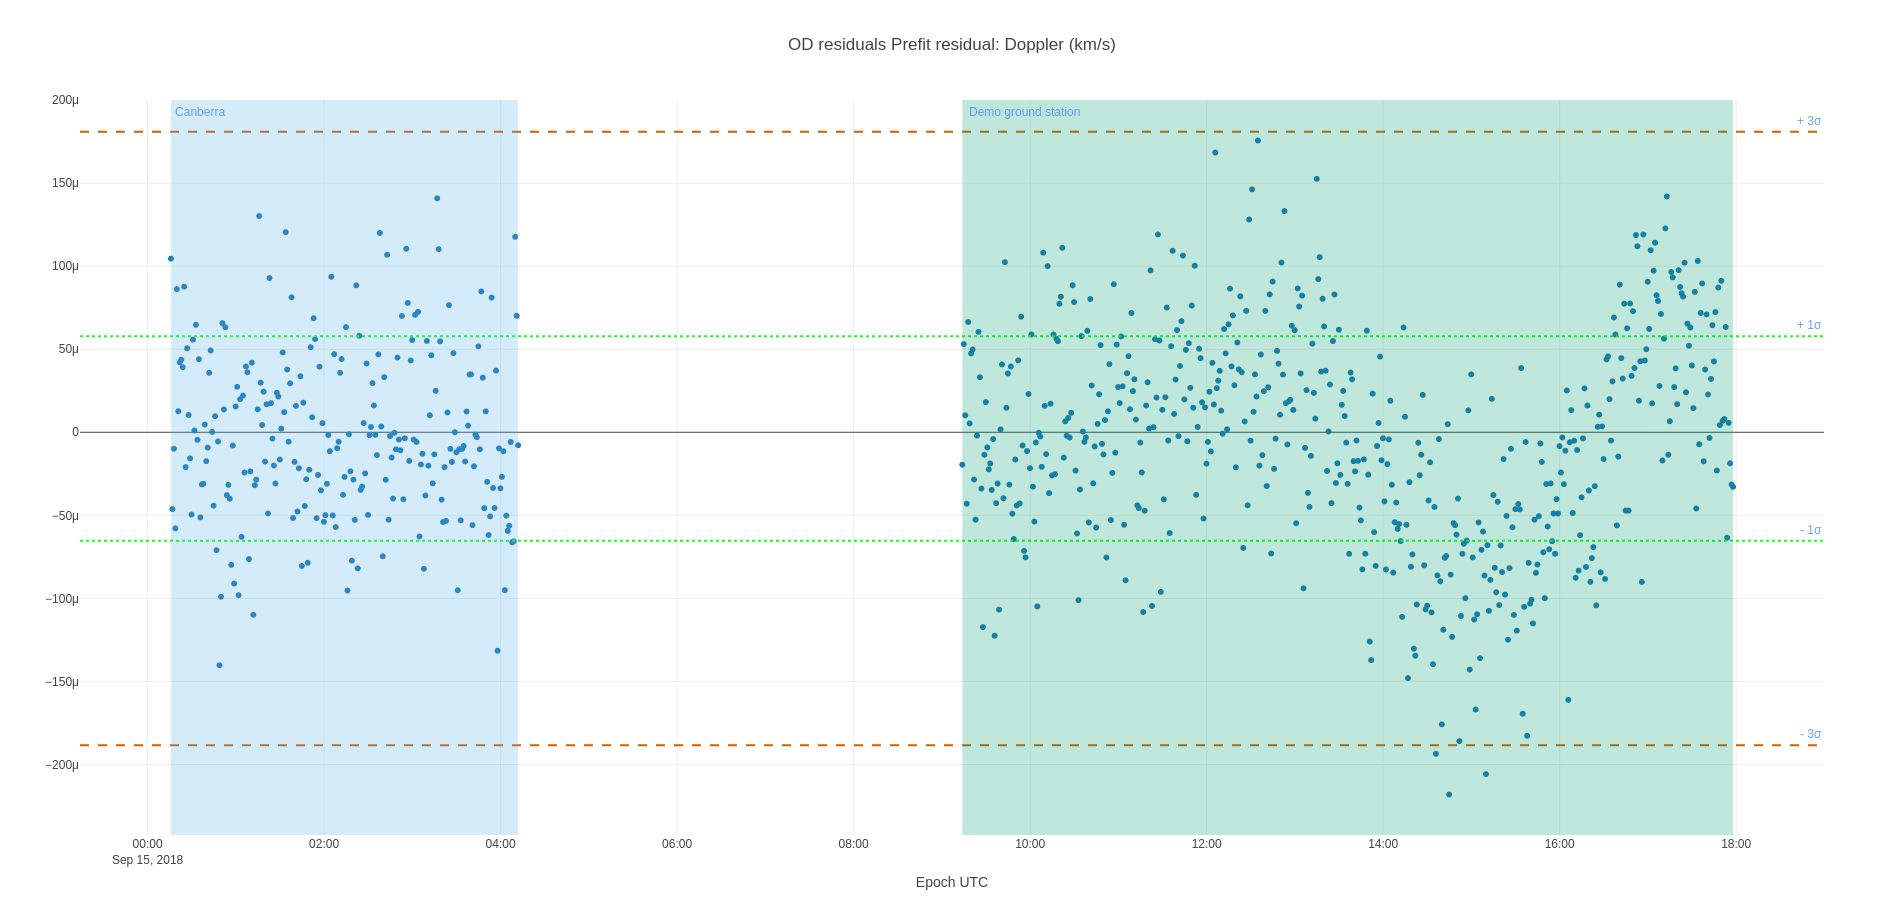 OD residuals Prefit residual: Doppler (km/s)
200μ
Canberra
Demo ground station
+ 3σ
150μ
100μ
+ 1σ
50μ
0
−50μ
- 1σ
−100μ
−150μ
- 3σ
−200μ
00:00
02:00
04:00
06:00
08:00
10:00
12:00
14:00
16:00
18:00
Sep 15, 2018
Epoch UTC